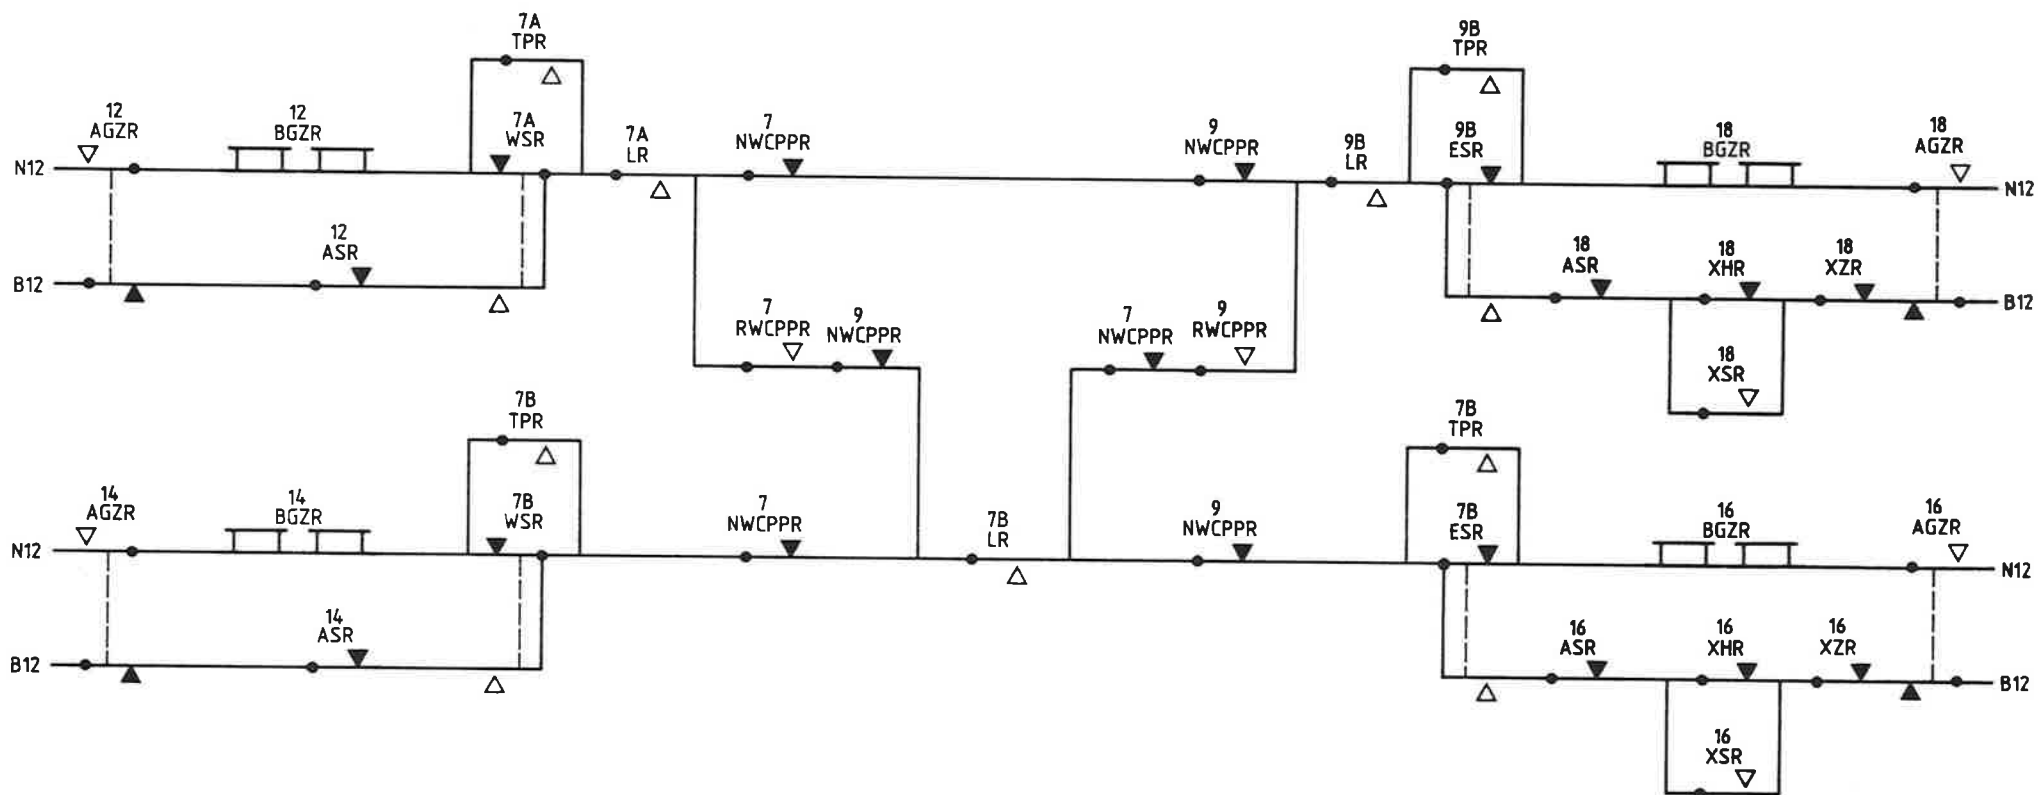 7A
TPR
9B
TPR
12
AGZR
12
BGZR
7A
WSR
7A
LR
7
NWCPPR
9
NWCPPR
9B
LR
9B
ESR
18
BGZR
18
AGZR
N12
N12
12
ASR
18
ASR
18
XHR
18
XZR
B12
B12
7
RWCPPR
9
NWCPPR
7
NWCPPR
9
RWCPPR
18
XSR
7B
TPR
7B
TPR
14
AGZR
14
BGZR
7B
WSR
7
NWCPPR
7B
LR
9
NWCPPR
7B
ESR
16
BGZR
16
AGZR
N12
N12
14
ASR
16
ASR
16
XHR
16
XZR
B12
B12
16
XSR